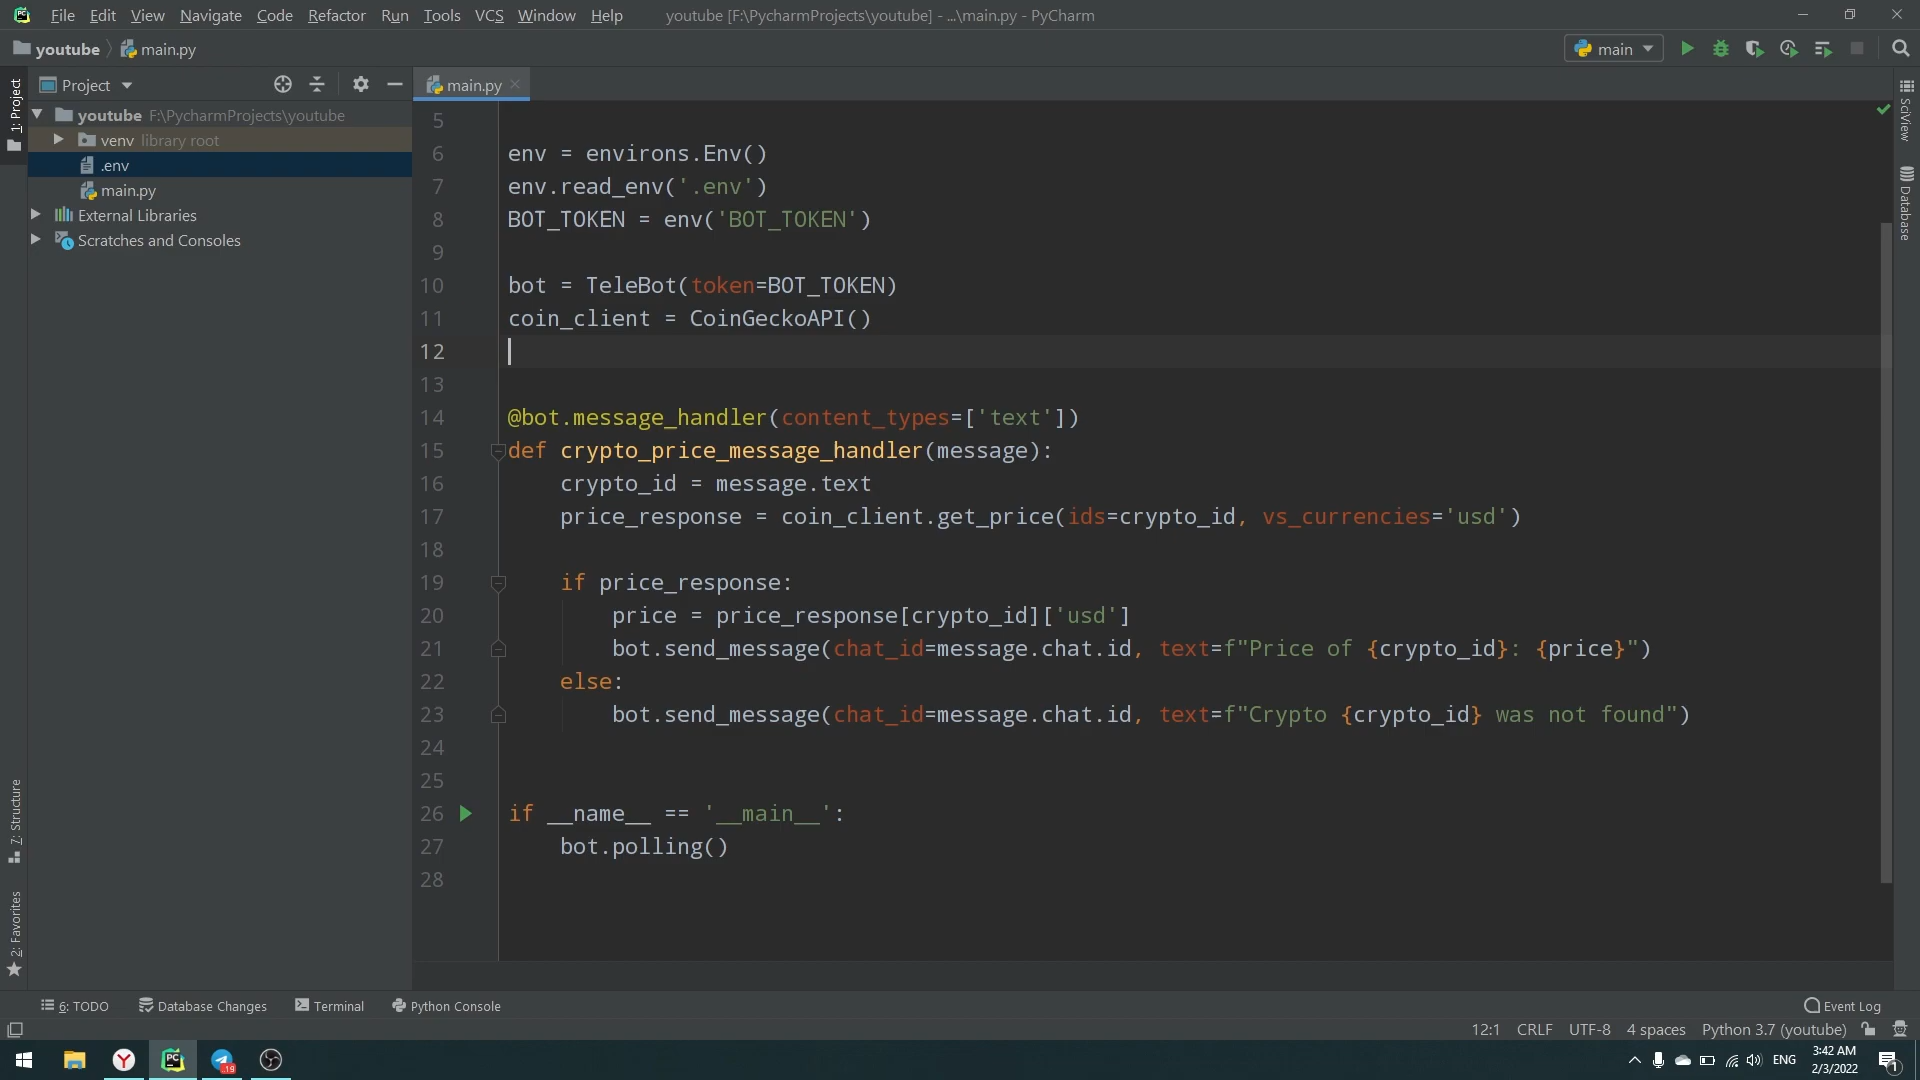 File Edit View Navigate Code Refactor Run Tools VCS Window Help youtube [F:\PycharmProjects\youtube] - ...\main.py - PyCharm
youtube main.py main
Project main.py
1: Project
youtube F:\PycharmProjects\youtube
venv library root
.env
main.py
External Libraries
Scratches and Consoles
5
6 env = environs.Env()
7 env.read_env('.env')
8 BOT_TOKEN = env('BOT_TOKEN')
9
10 bot = TeleBot(token=BOT_TOKEN)
11 coin_client = CoinGeckoAPI()
12
13
14 @bot.message_handler(content_types=['text'])
15 def crypto_price_message_handler(message):
16 crypto_id = message.text
17 price_response = coin_client.get_price(ids=crypto_id, vs_currencies='usd')
18
19 if price_response:
20 price = price_response[crypto_id]['usd']
21 bot.send_message(chat_id=message.chat.id, text=f"Price of {crypto_id}: {price}")
22 else:
23 bot.send_message(chat_id=message.chat.id, text=f"Crypto {crypto_id} was not found")
24
25
26 if __name__ == '__main__':
27 bot.polling()
28
SciView
Database
7: Structure
2: Favorites
6: TODO Database Changes Terminal Python Console Event Log
12:1 CRLF UTF-8 4 spaces Python 3.7 (youtube)
PC .19 ENG 3:42 AM
2/3/2022 1